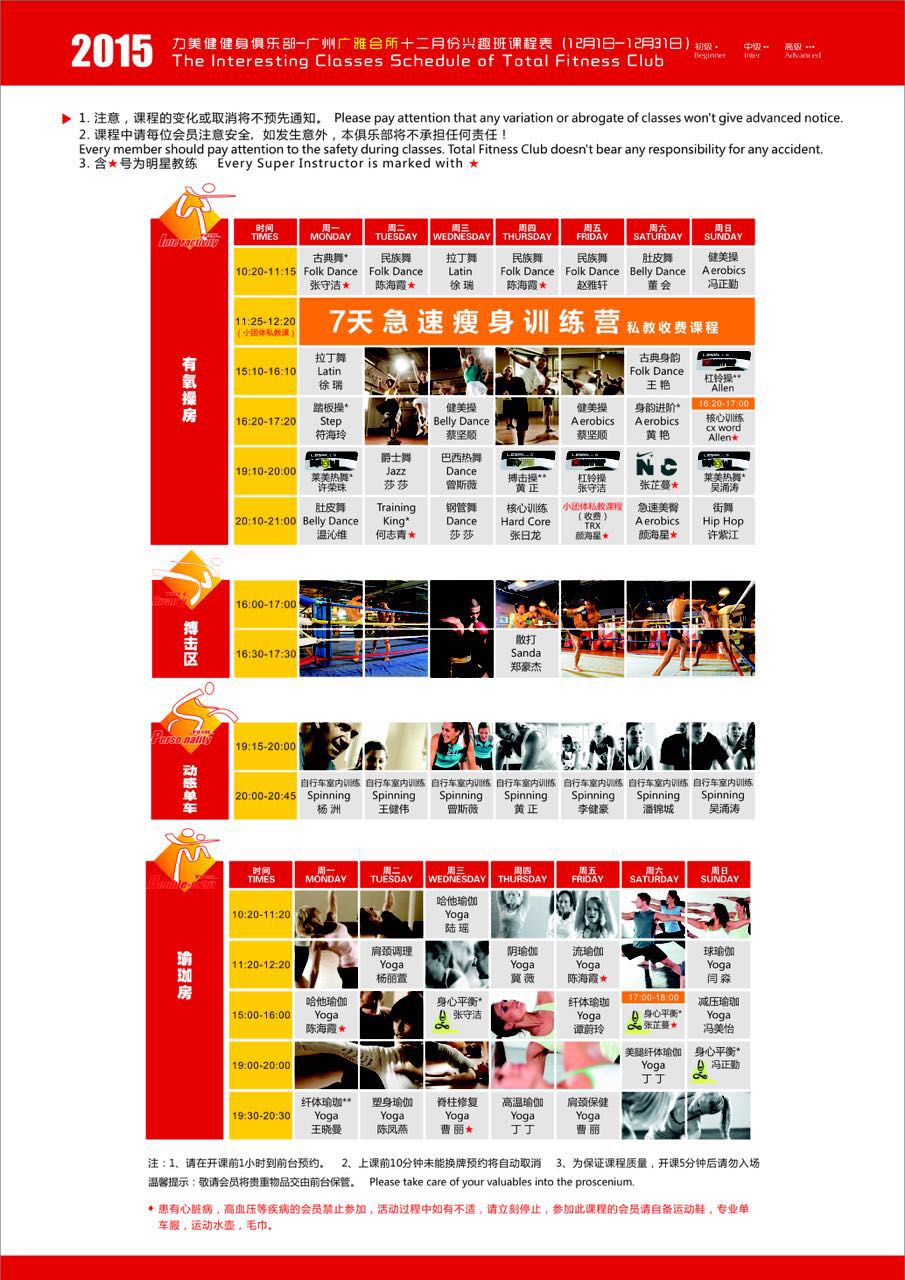 2015
力美健健身俱乐部-广州广雅会所十二月份兴趣班课程表 (12月1日-12月31日)
The Interesting Classes Schedule of Total Fitness Club
初级 • 中级 •• 高级 •••
Beginner Inter Advanced
1. 注意，课程的变化或取消将不预先通知。 Please pay attention that any variation or abrogate of classes won't give advanced notice.
2. 课程中请每位会员注意安全，如发生意外，本俱乐部将不承担任何责任！
Every member should pay attention to the safety during classes. Total Fitness Club doesn't bear any responsibility for any accident.
3. 含★号为明星教练 Every Super Instructor is marked with ★
Interactivity
有氧操房
时间 周一 周二 周三 周四 周五 周六 周日
TIMES MONDAY TUESDAY WEDNESDAY THURSDAY FRIDAY SATURDAY SUNDAY
10:20-11:15
古典舞* 民族舞 拉丁舞 民族舞 民族舞 肚皮舞 健美操
Folk Dance Folk Dance Latin Folk Dance Folk Dance Belly Dance Aerobics
张守洁★ 陈海霞★ 徐 瑞 陈海霞★ 赵雅轩 董 会 冯正勤
11:25-12:20
（小团体私教课）
7天急速瘦身训练营 私教收费课程
15:10-16:10
拉丁舞 古典身韵
Latin Folk Dance 杠铃操**
徐 瑞 王 艳 Allen
16:20-17:20
16:20-17:00
踏板操* 健美操 健美操 身韵进阶* 核心训练
Step Belly Dance Aerobics Aerobics cx word
符海玲 蔡坚顺 蔡坚顺 黄 艳 Allen★
19:10-20:00
爵士舞 巴西热舞 NC
莱美热舞* Jazz Dance 搏击操** 杠铃操 莱美热舞*
许荣珠 莎 莎 曾斯薇 黄 正 张守洁 张芷蔓★ 吴涌涛
20:10-21:00
肚皮舞 Training 钢管舞 核心训练 小团体私教课程 急速美臀 街舞
Belly Dance King* Dance Hard Core （收费） Aerobics Hip Hop
TRX
温沁维 何志青★ 莎 莎 张日龙 颜海星★ 颜海星★ 许紫江
搏击区
16:00-17:00
16:30-17:30
散打
Sanda
郑豪杰
Personality
动感单车
19:15-20:00
20:00-20:45
自行车室内训练 自行车室内训练 自行车室内训练 自行车室内训练 自行车室内训练 自行车室内训练 自行车室内训练
Spinning Spinning Spinning Spinning Spinning Spinning Spinning
杨 洲 王健伟 曾斯薇 黄 正 李健豪 潘锦城 吴涌涛
瑜珈房
时间 周一 周二 周三 周四 周五 周六 周日
TIMES MONDAY TUESDAY WEDNESDAY THURSDAY FRIDAY SATURDAY SUNDAY
10:20-11:20
哈他瑜伽
Yoga
陆 瑶
11:20-12:20
肩颈调理 阴瑜伽 流瑜伽 球瑜伽
Yoga Yoga Yoga Yoga
杨丽萱 冀 薇 陈海霞★ 闫 淼
15:00-16:00
17:00-18:00
哈他瑜伽 身心平衡* 纤体瑜珈 身心平衡* 减压瑜伽
Yoga 张守洁 Yoga 张芷蔓★ Yoga
陈海霞★ 谭蔚玲 冯美怡
19:00-20:00
美腿纤体瑜伽 身心平衡*
Yoga 冯正勤
丁 丁
19:30-20:30
纤体瑜珈** 塑身瑜伽 脊柱修复 高温瑜伽 肩颈保健
Yoga Yoga Yoga Yoga Yoga
王晓曼 陈凤燕 曹 丽★ 丁 丁 曹 丽
注：1、请在开课前1小时到前台预约。 2、上课前10分钟未能换牌预约将自动取消 3、为保证课程质量，开课5分钟后请勿入场
温馨提示：敬请会员将贵重物品交由前台保管。 Please take care of your valuables into the proscenium.
患有心脏病，高血压等疾病的会员禁止参加，活动过程中如有不适，请立刻停止，参加此课程的会员请自备运动鞋，专业单
车服，运动水壶，毛巾。